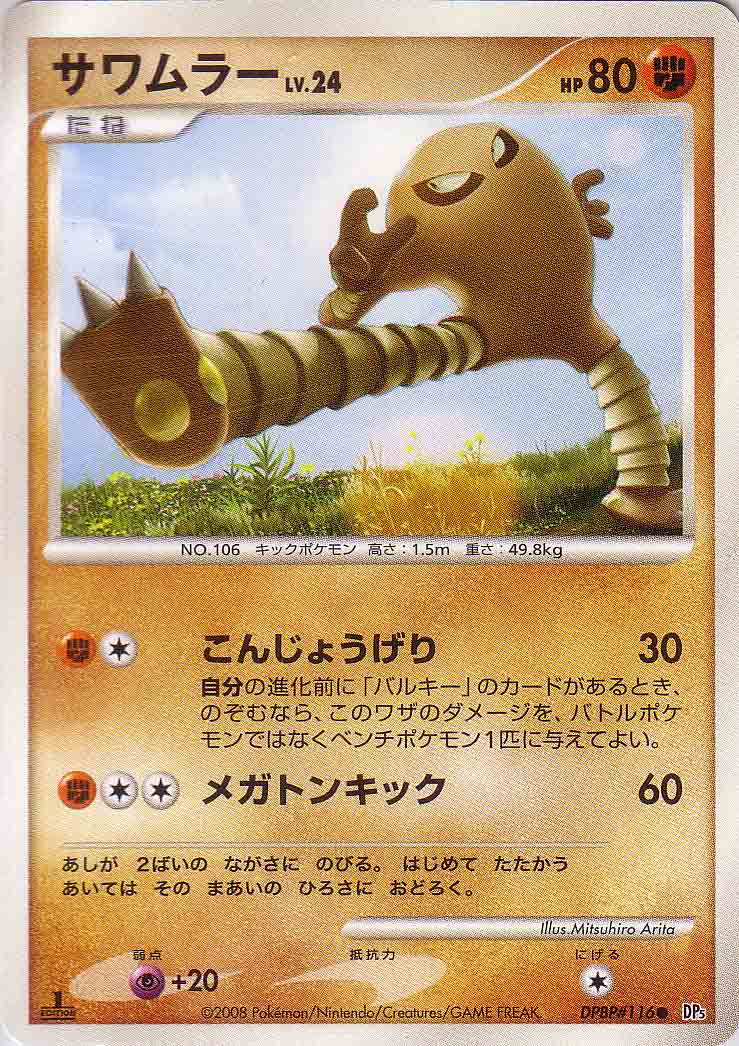 サワムラー LV.24 HP 80
たね
NO.106 キックポケモン 高さ:1.5m 重さ:49.8kg
こんじょうげり 30
自分の進化前に「バルキー」のカードがあるとき、
のぞむなら、このワザのダメージを、バトルポケ
モンではなくベンチポケモン1匹に与えてよい。
メガトンキック 60
あしが 2ばいの ながさに のびる。 はじめて たたかう
あいては その まあいの ひろさに おどろく。
Illus.Mitsuhiro Arita
弱点 抵抗力 にげる
+20
1 EDITION ©2008 Pokémon/Nintendo/Creatures/GAME FREAK. DPBP#116● DP5